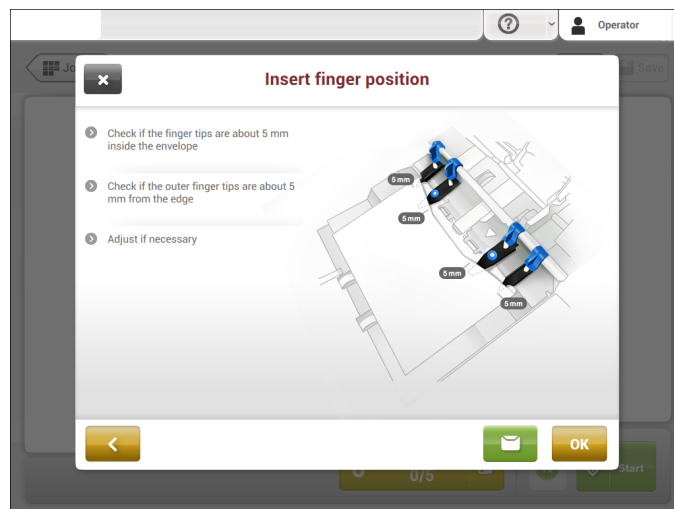 Operator
Jo
Save
Insert finger position
Check if the finger tips are about 5 mm
inside the envelope
Check if the outer finger tips are about 5
mm from the edge
Adjust if necessary
5 mm
5 mm
5 mm
5 mm
OK
0/5
1x
Start